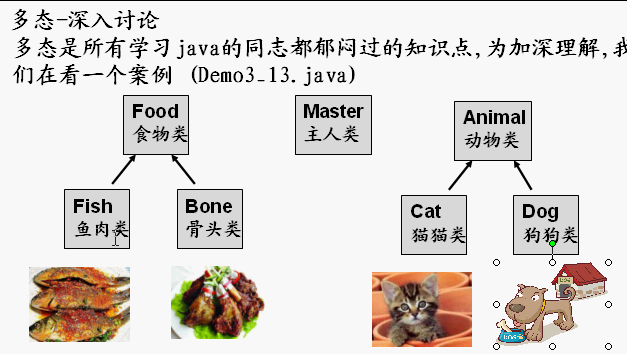 多态-深入讨论
多态是所有学习java的同志都郁闷过的知识点,为加深理解,我
们在看一个案例 (Demo3_13.java)
Food
食物类
Master
主人类
Animal
动物类
Fish
鱼肉类
Bone
骨头类
Cat
猫猫类
Dog
狗狗类